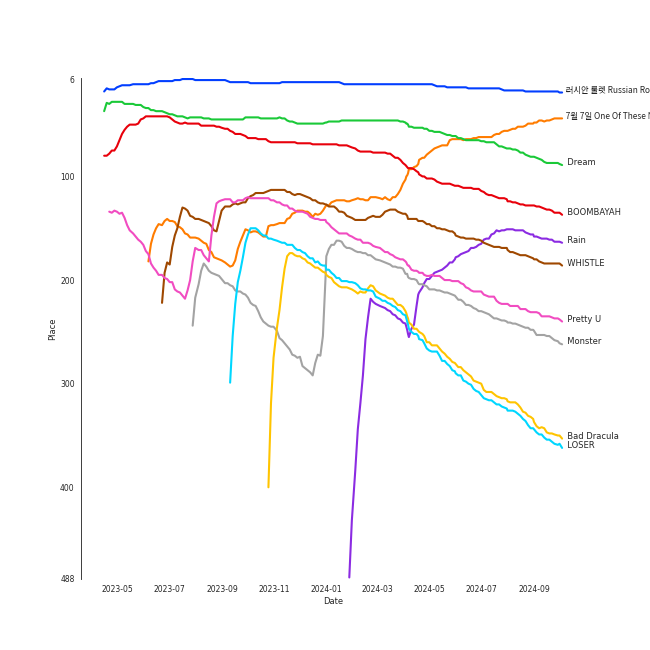 6
100
200
300
400
488
Place
2023-05
2023-07
2023-09
2023-11
2024-01
2024-03
2024-05
2024-07
2024-09
Date
러시안 룰렛 Russian Ro
7월 7일 One Of These N
Dream
BOOMBAYAH
Rain
WHISTLE
Pretty U
Monster
Bad Dracula
LOSER